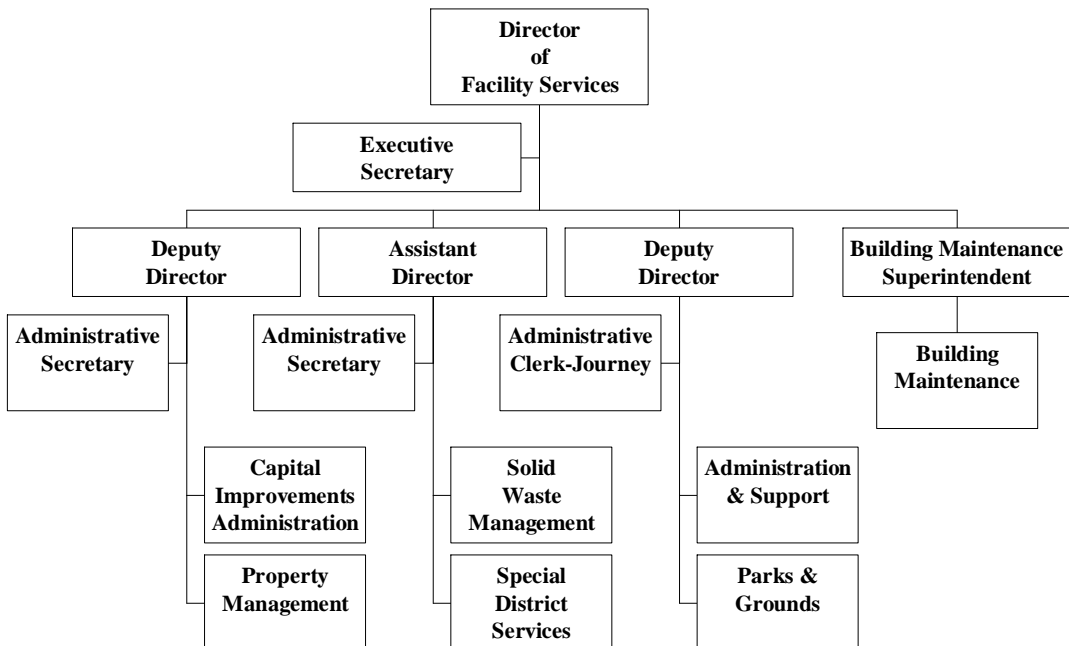 Director
of
Facility Services
Executive
Secretary
Deputy
Director
Assistant
Director
Deputy
Director
Building Maintenance
Superintendent
Administrative
Secretary
Administrative
Secretary
Administrative
Clerk-Journey
Building
Maintenance
Capital
Improvements
Administration
Solid
Waste
Management
Administration
& Support
Property
Management
Special
District
Services
Parks &
Grounds